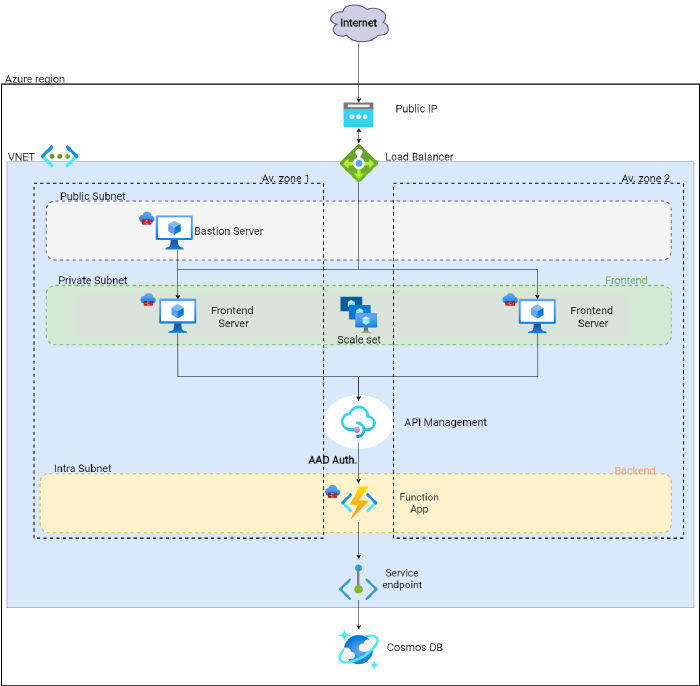 Internet
Azure region
Public IP
VNET
Load Balancer
Av. zone 1
Av. zone 2
Public Subnet
Bastion Server
Private Subnet
Frontend
Frontend
Server
Scale set
Frontend
Server
API Management
AAD Auth.
Intra Subnet
Backend
Function
App
Service
endpoint
Cosmos DB